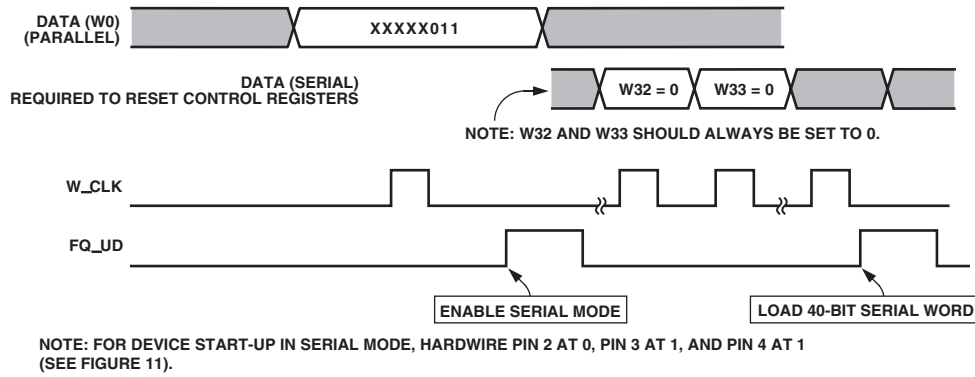 DATA (W0)
(PARALLEL)
XXXXX011
DATA (SERIAL)
REQUIRED TO RESET CONTROL REGISTERS
W32 = 0
W33 = 0
NOTE: W32 AND W33 SHOULD ALWAYS BE SET TO 0.
W_CLK
FQ_UD
ENABLE SERIAL MODE
LOAD 40-BIT SERIAL WORD
NOTE: FOR DEVICE START-UP IN SERIAL MODE, HARDWIRE PIN 2 AT 0, PIN 3 AT 1, AND PIN 4 AT 1
(SEE FIGURE 11).